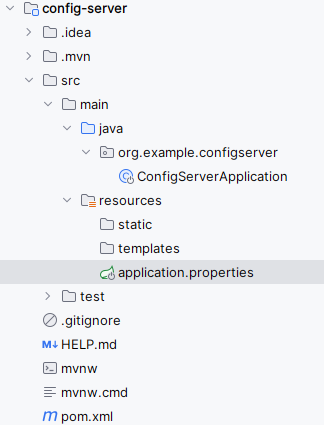 config-server
.idea
.mvn
src
main
java
org.example.configserver
ConfigServerApplication
resources
static
templates
application.properties
test
.gitignore
M↓ HELP.md
mvnw
mvnw.cmd
m pom.xml